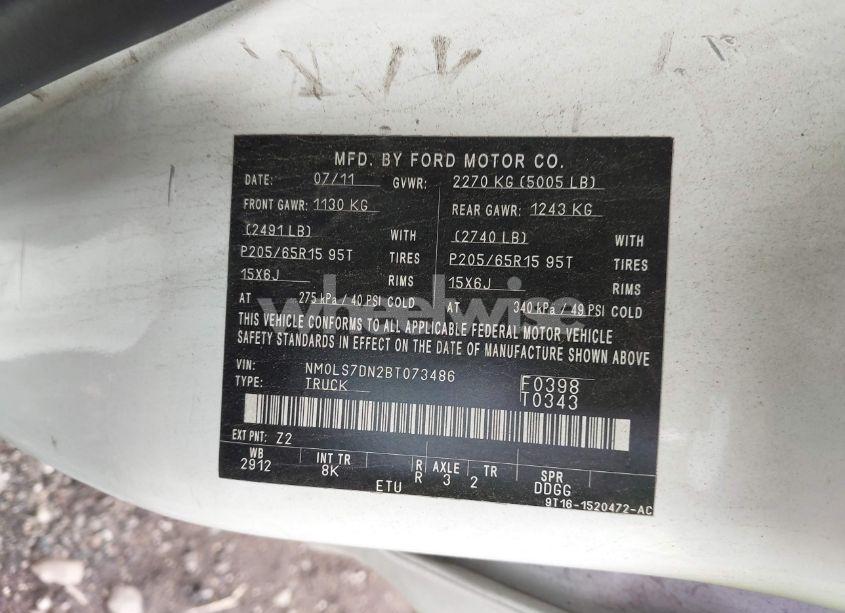 MFD. BY FORD MOTOR CO.
DATE: 07/11 GVWR: 2270 KG (5005 LB)
FRONT GAWR: 1130 KG REAR GAWR: 1243 KG
(2491 LB) WITH (2740 LB) WITH
P205/65R15 95T TIRES P205/65R15 95T TIRES
15X6J RIMS 15X6J RIMS
AT 275 kPa / 40 PSI COLD AT 340 kPa / 49 PSI COLD
wheelwise
THIS VEHICLE CONFORMS TO ALL APPLICABLE FEDERAL MOTOR VEHICLE
SAFETY STANDARDS IN EFFECT ON THE DATE OF MANUFACTURE SHOWN ABOVE
VIN: NM0LS7DN2BT073486 F0398
TYPE: TRUCK T0343
EXT PNT: Z2
WB INT TR R AXLE TR SPR
2912 8K R 3 2 DDGG
ETU 9T16-1520472-AC